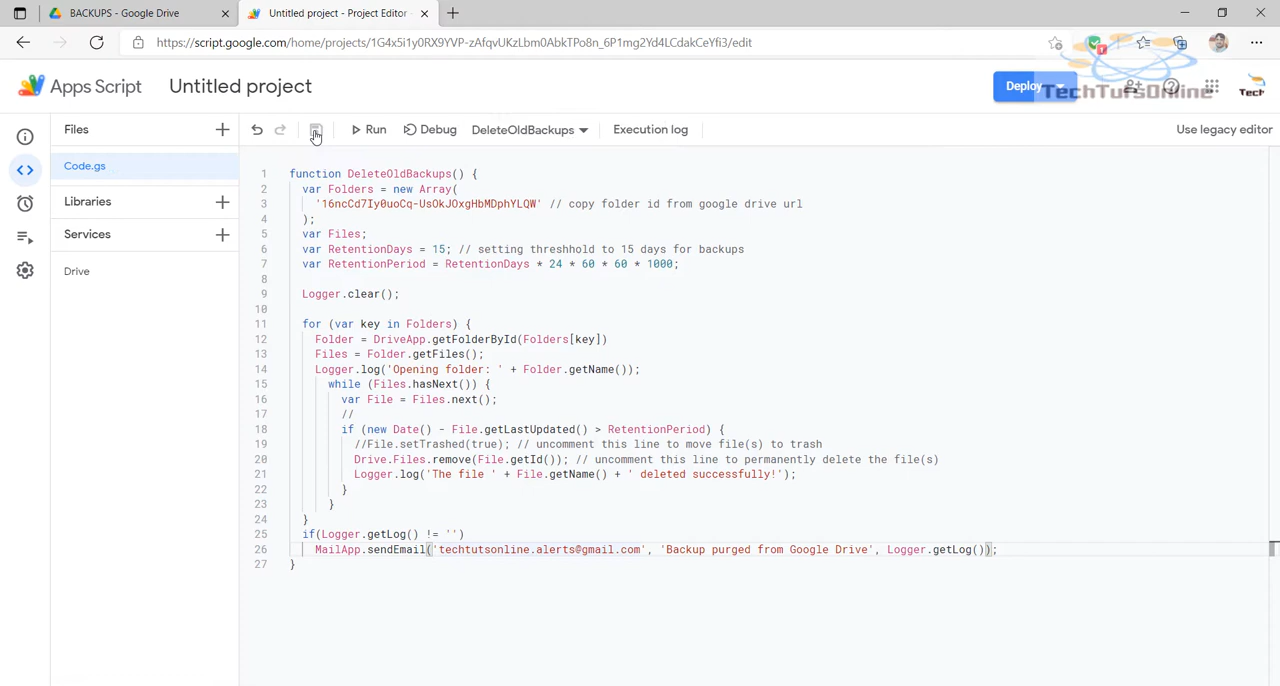 BACKUPS - Google Drive
Untitled project - Project Editor -
https://script.google.com/home/projects/1G4x5i1y0RX9YVP-zAfqvUKzLbm0AbkTPo8n_6P1mg2Yd4LCdakCeYfi3/edit
Apps Script
Untitled project
Deploy
TechTutsOnline
Tech
Files
Run
Debug
DeleteOldBackups
Execution log
Use legacy editor
Code.gs
Libraries
Services
Drive
1 function DeleteOldBackups() {
2 var Folders = new Array(
3 '16ncCd7Iy0uoCq-UsOkJOxgHbMDphYLQW' // copy folder id from google drive url
4 );
5 var Files;
6 var RetentionDays = 15; // setting threshhold to 15 days for backups
7 var RetentionPeriod = RetentionDays * 24 * 60 * 60 * 1000;
8
9 Logger.clear();
10
11 for (var key in Folders) {
12 Folder = DriveApp.getFolderById(Folders[key])
13 Files = Folder.getFiles();
14 Logger.log('Opening folder: ' + Folder.getName());
15 while (Files.hasNext()) {
16 var File = Files.next();
17 //
18 if (new Date() - File.getLastUpdated() > RetentionPeriod) {
19 //File.setTrashed(true); // uncomment this line to move file(s) to trash
20 Drive.Files.remove(File.getId()); // uncomment this line to permanently delete the file(s)
21 Logger.log('The file ' + File.getName() + ' deleted successfully!');
22 }
23 }
24 }
25 if(Logger.getLog() != '')
26 MailApp.sendEmail('techtutsonline.alerts@gmail.com', 'Backup purged from Google Drive', Logger.getLog());
27 }